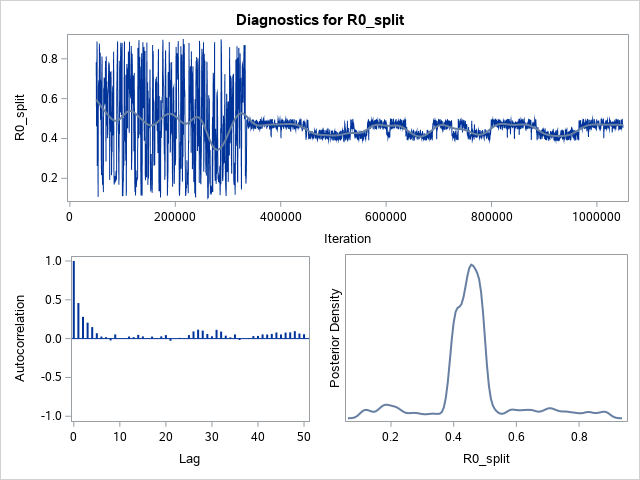 Diagnostics for R0_split
R0_split
0.8
0.6
0.4
0.2
0 200000 400000 600000 800000 1000000
Iteration
Autocorrelation
1.0
0.5
0.0
-0.5
-1.0
0 10 20 30 40 50
Lag
Posterior Density
0.2 0.4 0.6 0.8
R0_split